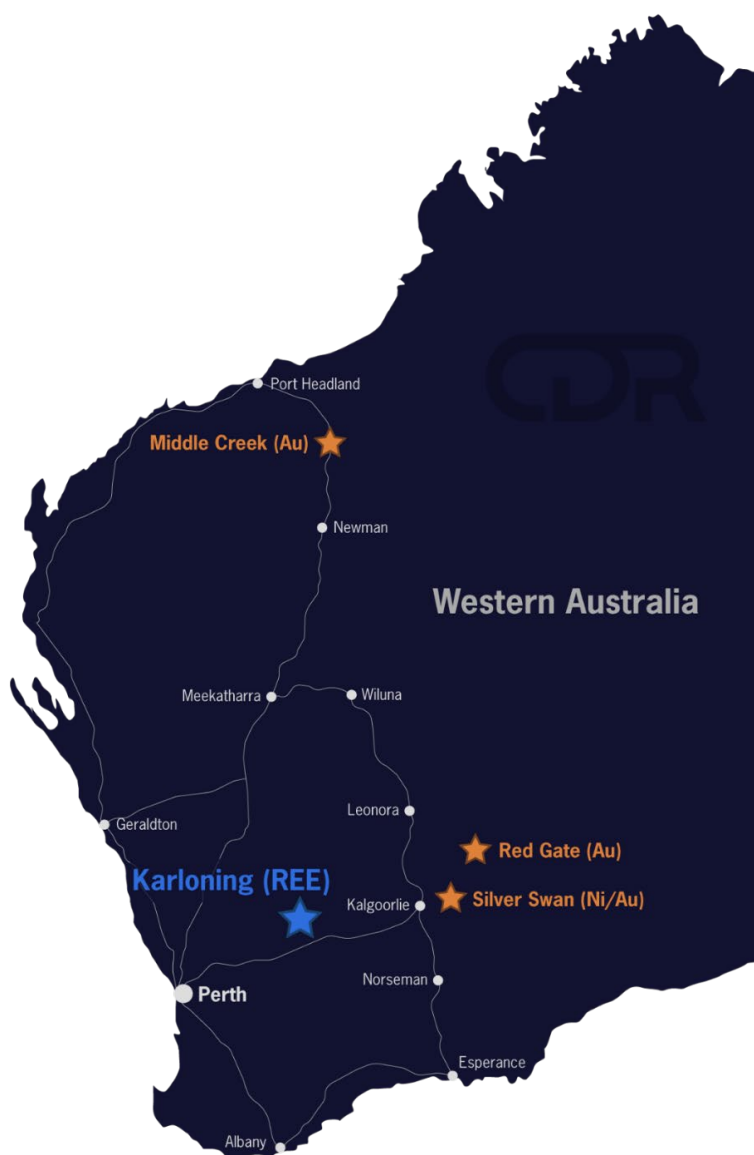 CDR
Port Headland
Middle Creek (Au)
Newman
Western Australia
Meekatharra
Wiluna
Leonora
Geraldton
Red Gate (Au)
Karloning (REE)
Silver Swan (Ni/Au)
Kalgoorlie
Norseman
Perth
Esperance
Albany